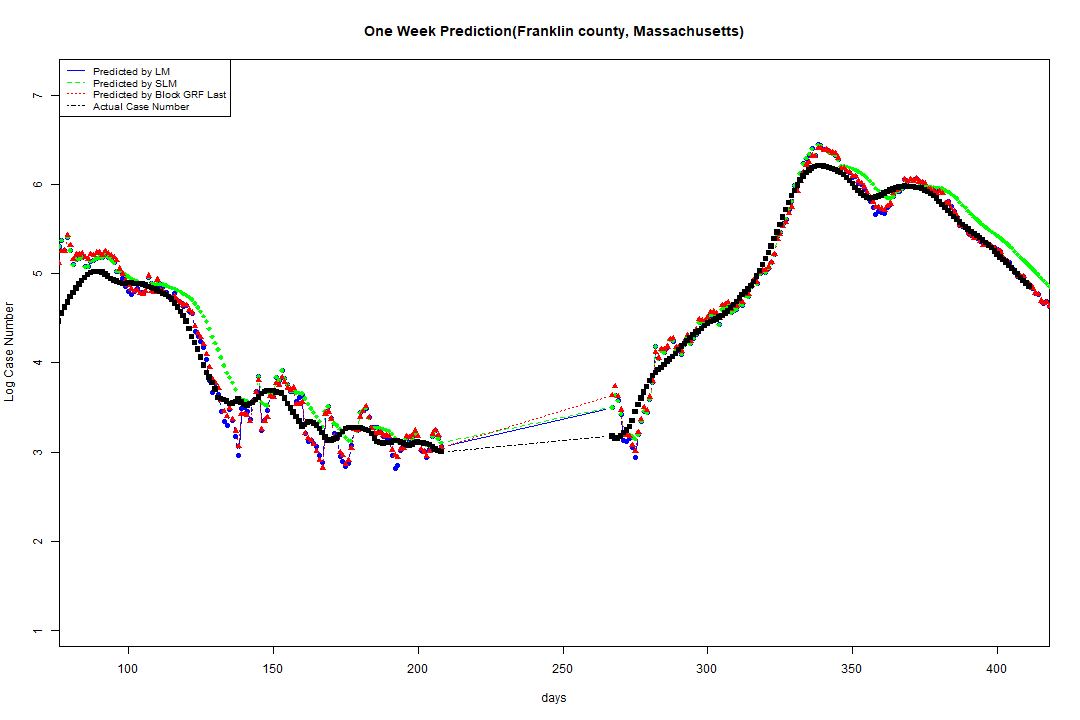 One Week Prediction(Franklin county, Massachusetts)
Predicted by LM
Predicted by SLM
Predicted by Block GRF Last
Actual Case Number
7
6
5
4
3
2
1
Log Case Number
100 150 200 250 300 350 400
days